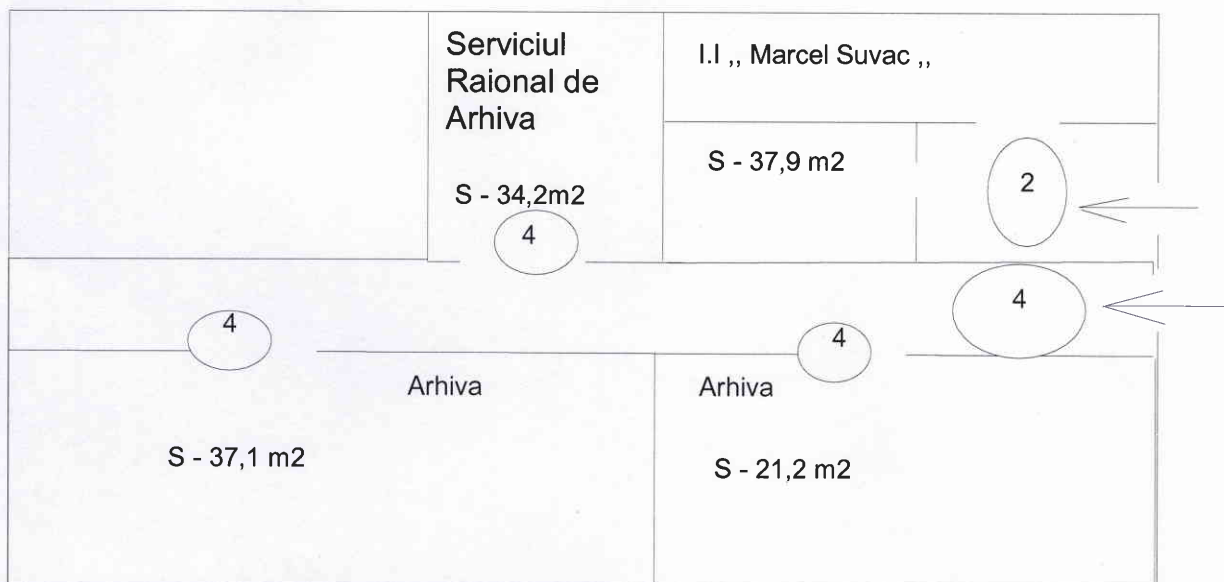 Serviciul
Raional de
Arhiva
S - 34,2m2
4
I.I ,, Marcel Suvac ,,
S - 37,9 m2
2
4
4
4
Arhiva
S - 37,1 m2
Arhiva
S - 21,2 m2